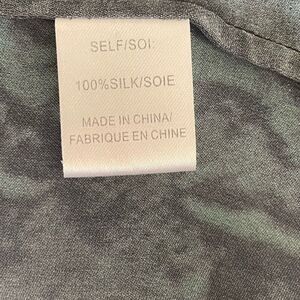 SELF/SOI:
100%SILK/SOIE
MADE IN CHINA/
FABRIQUE EN CHINE